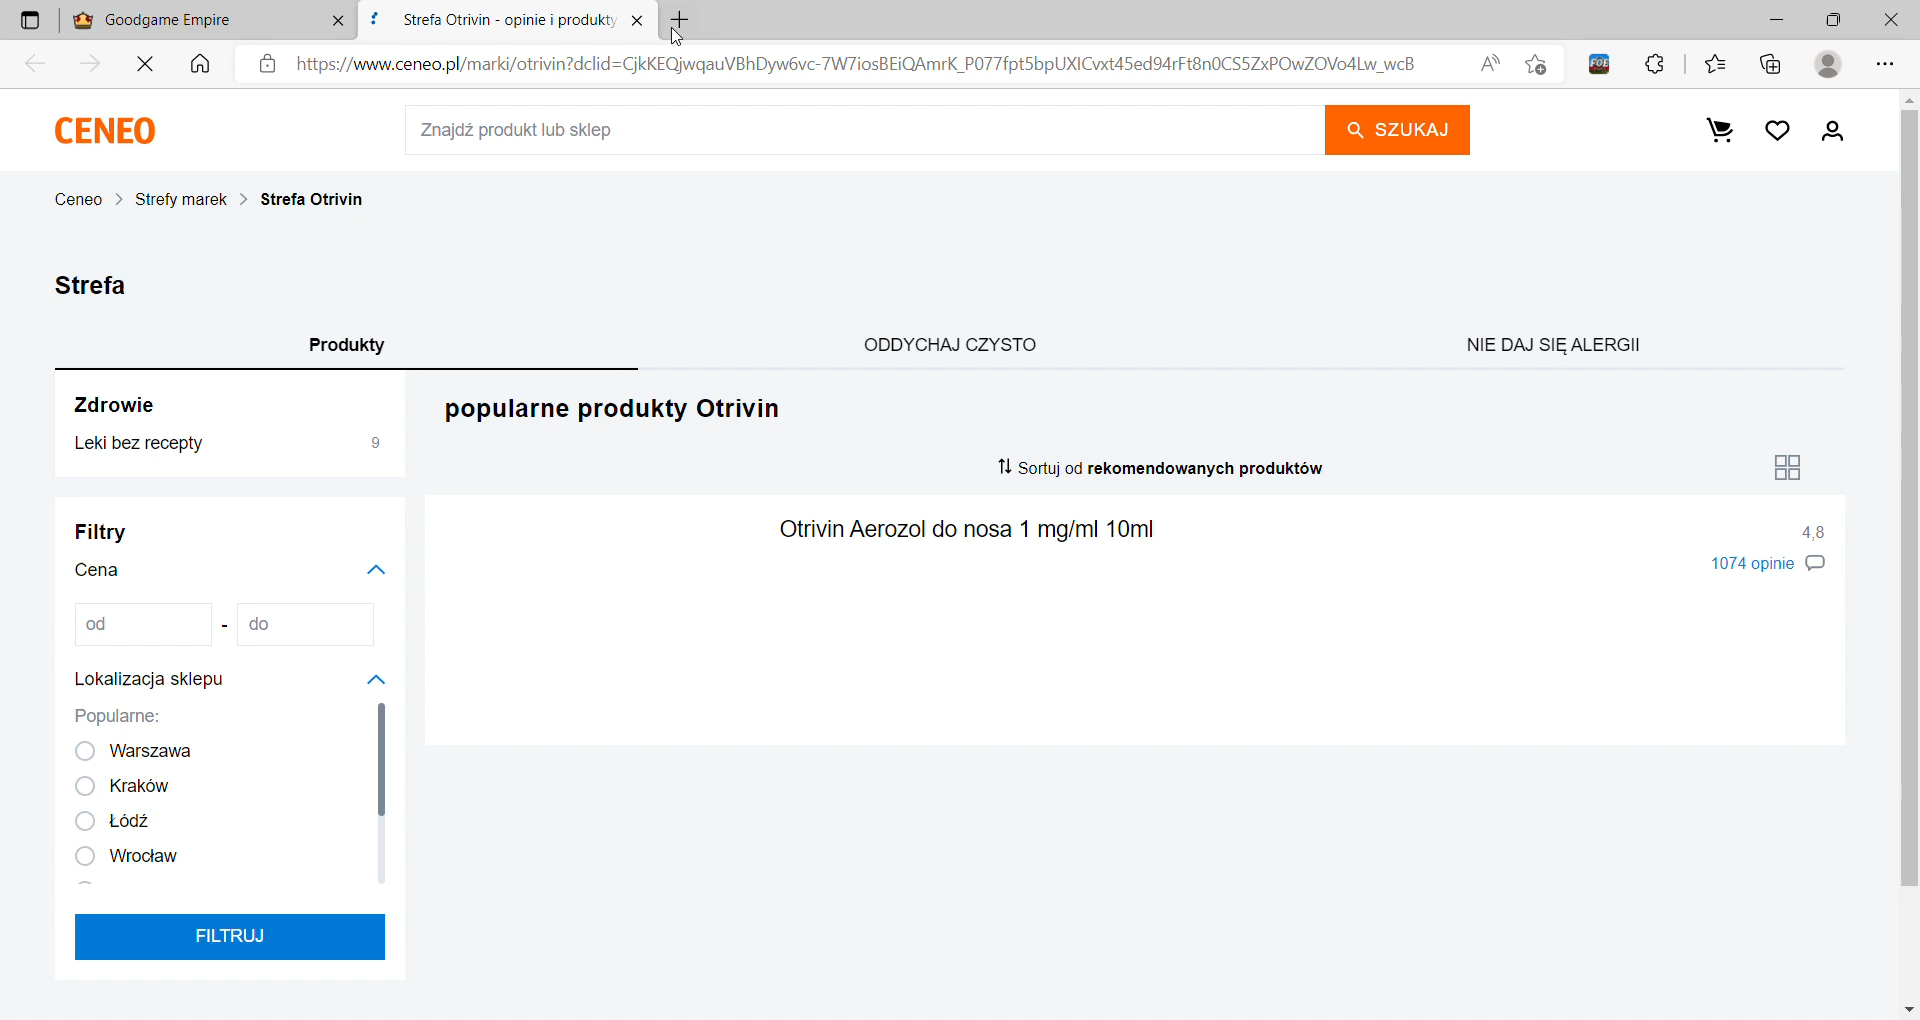 Goodgame Empire
Strefa Otrivin - opinie i produkty
https://www.ceneo.pl/marki/otrivin?dclid=CjkKEQjwqauVBhDyw6vc-7W7iosBEiQAmrK_P077fpt5bpUXlCvxt45ed94rFt8n0CS5ZxPOwZOVo4Lw_wcB
FOE
CENEO
Znajdź produkt lub sklep
SZUKAJ
Ceneo > Strefy marek > Strefa Otrivin
Strefa
Produkty
ODDYCHAJ CZYSTO
NIE DAJ SIĘ ALERGII
Zdrowie
Leki bez recepty 9
popularne produkty Otrivin
Sortuj od rekomendowanych produktów
Otrivin Aerozol do nosa 1 mg/ml 10ml
4,8
1074 opinie
Filtry
Cena
od - do
Lokalizacja sklepu
Popularne:
Warszawa
Kraków
Łódź
Wrocław
FILTRUJ